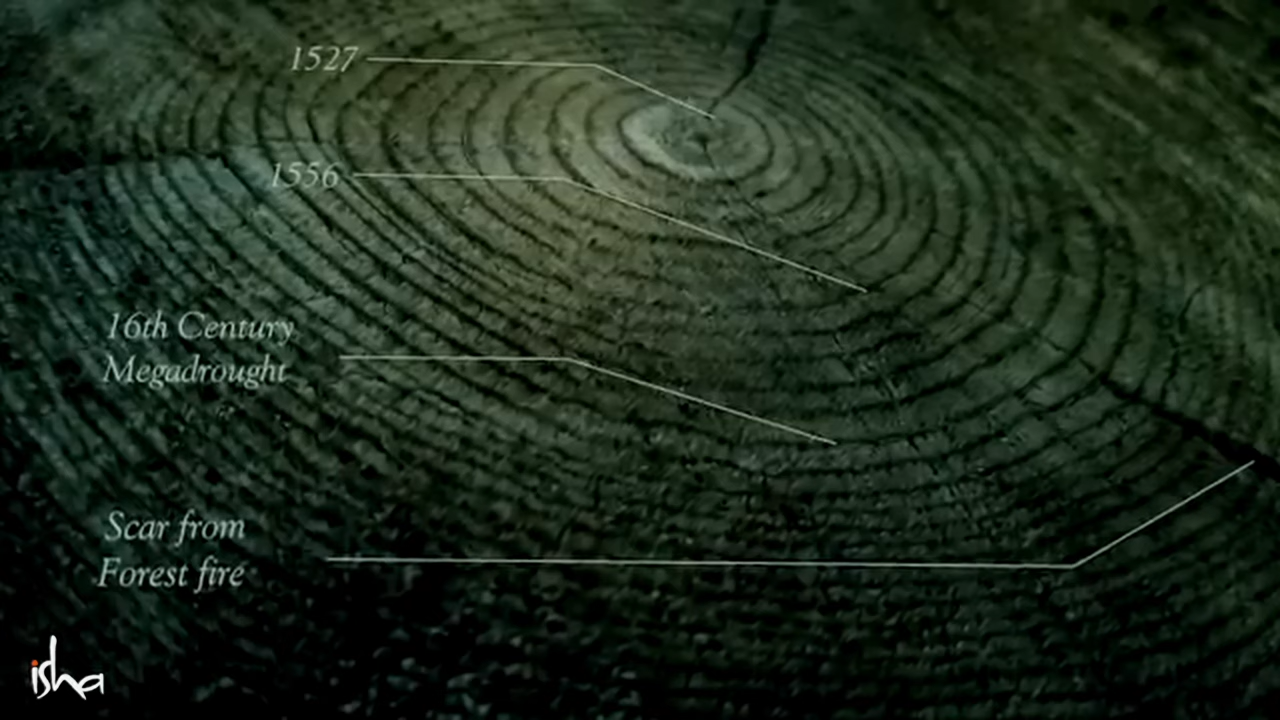 1527
1556
16th Century
Megadrought
Scar from
Forest fire
isha